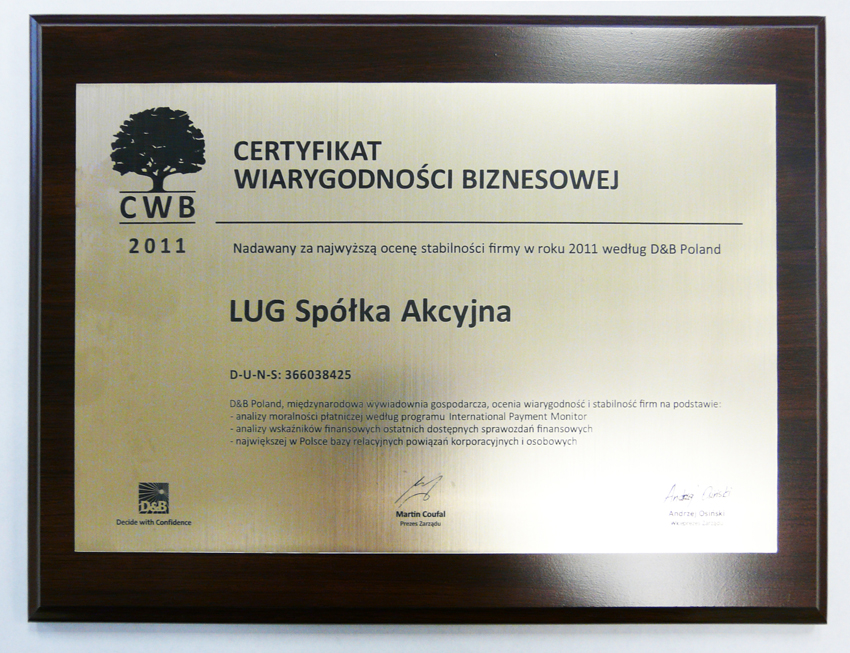 CERTYFIKAT
WIARYGODNOŚCI BIZNESOWEJ
CWB
2011
Nadawany za najwyższą ocenę stabilności firmy w roku 2011 według D&B Poland
LUG Spółka Akcyjna
D-U-N-S: 366038425
D&B Poland, międzynarodowa wywiadownia gospodarcza, ocenia wiarygodność i stabilność firm na podstawie:
- analizy moralności płatniczej według programu International Payment Monitor
- analizy wskaźników finansowych ostatnich dostępnych sprawozdań finansowych
- największej w Polsce bazy relacyjnych powiązań korporacyjnych i osobowych
D&B
Decide with Confidence
Martin Coufal
Prezes Zarządu
Andrzej Osiński